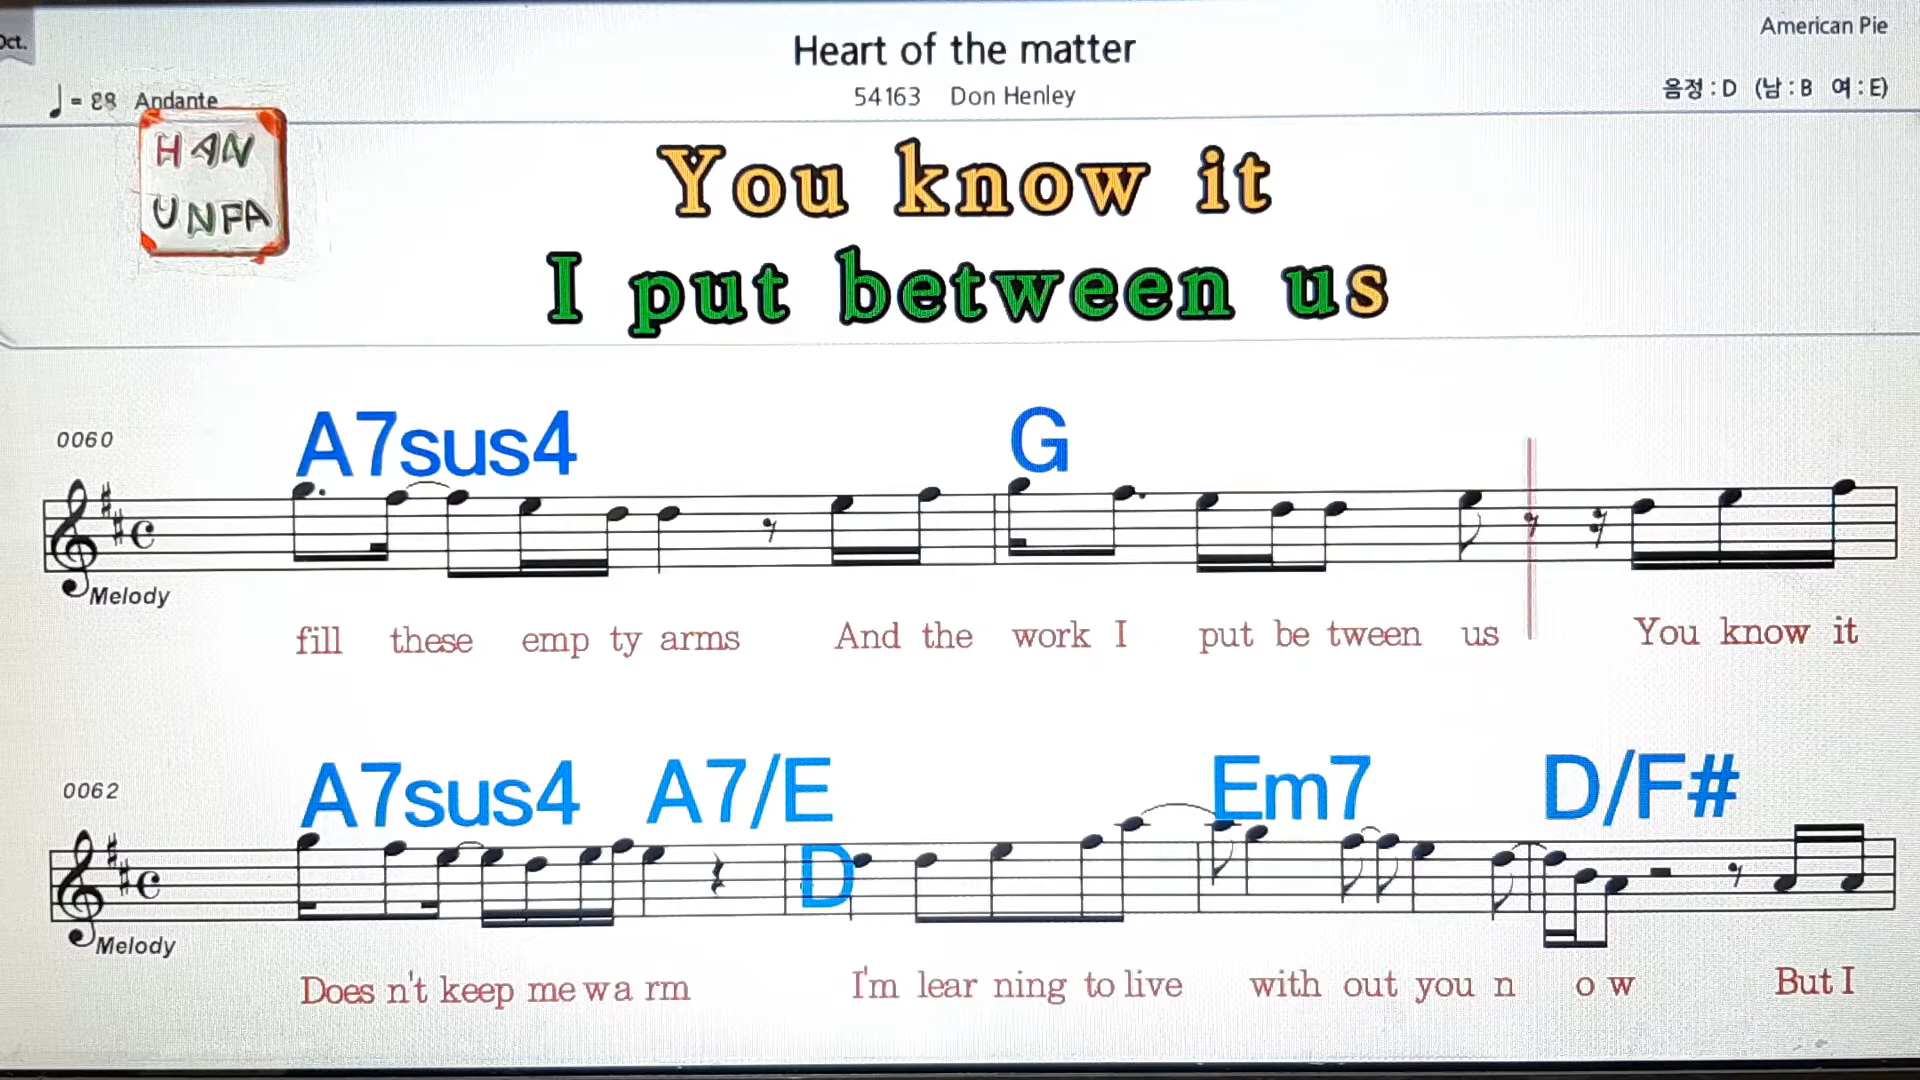 Oct.
Heart of the matter
American Pie
= 88 Andante
54163 Don Henley
음정 : D (남 : B 여 : E)
HAN
UNFA
You know it
I put between us
0060
A7sus4 G
Melody
fill these emp ty arms And the work I put be tween us You know it
0062
A7sus4 A7/E D Em7 D/F#
Melody
Does n't keep me wa rm I'm lear ning to live with out you n o w But I